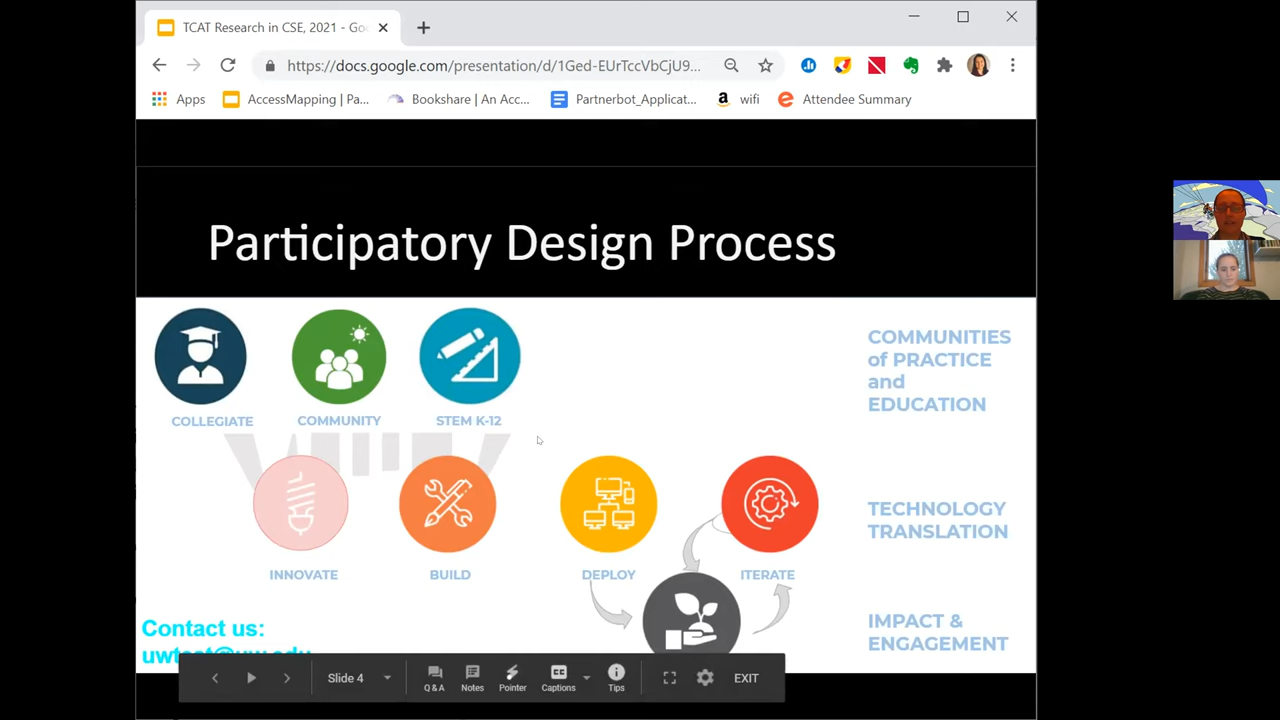 TCAT Research in CSE, 2021 - Goo
https://docs.google.com/presentation/d/1Ged-EUrTccVbCjU9...
Apps
AccessMapping | Pa...
Bookshare | An Acc...
Partnerbot_Applicat...
wifi
Attendee Summary
Participatory Design Process
COLLEGIATE
COMMUNITY
STEM K-12
COMMUNITIES
of PRACTICE
and
EDUCATION
INNOVATE
BUILD
DEPLOY
ITERATE
TECHNOLOGY
TRANSLATION
IMPACT &
ENGAGEMENT
Contact us:
Slide 4
Q & A
Notes
Pointer
Captions
Tips
EXIT